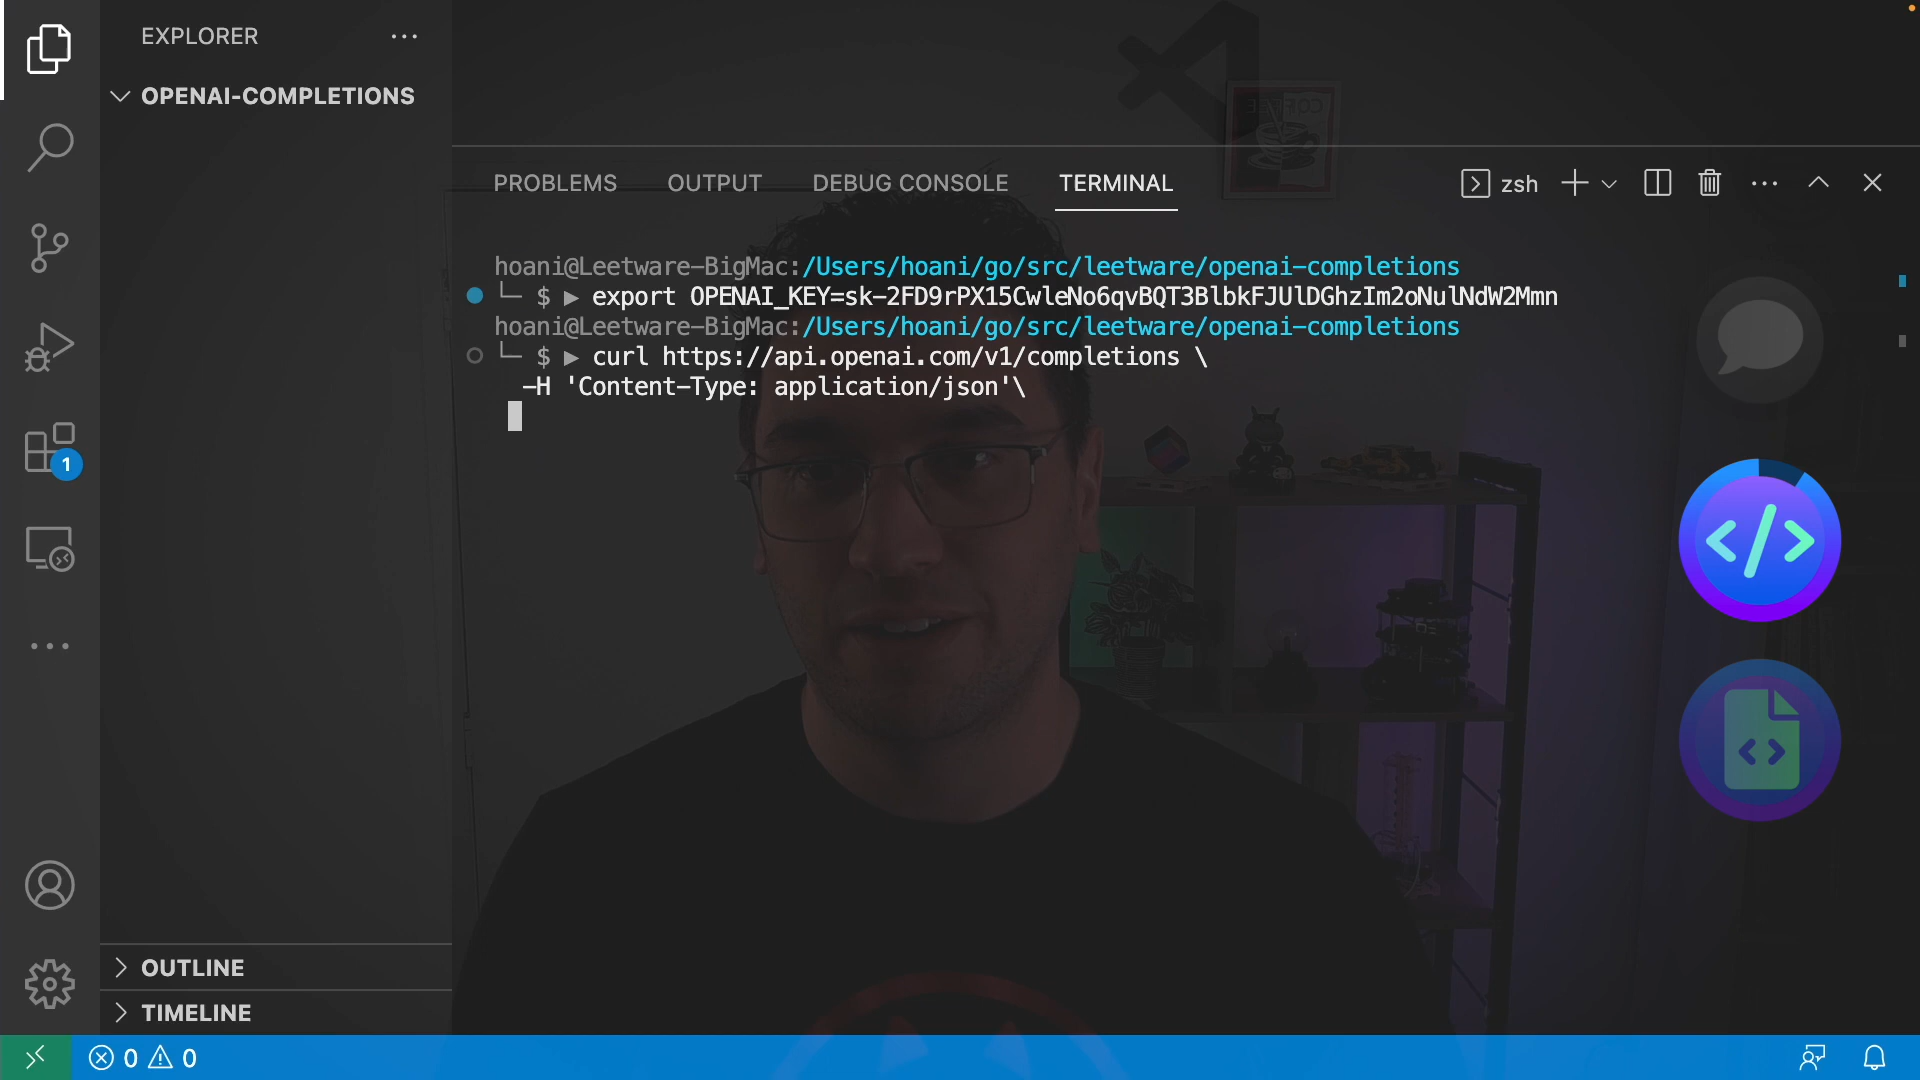 EXPLORER
OPENAI-COMPLETIONS
PROBLEMS OUTPUT DEBUG CONSOLE TERMINAL zsh
hoani@Leetware-BigMac:/Users/hoani/go/src/leetware/openai-completions
└─ $ ▶ export OPENAI_KEY=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
hoani@Leetware-BigMac:/Users/hoani/go/src/leetware/openai-completions
└─ $ ▶ curl https://api.openai.com/v1/completions \
-H 'Content-Type: application/json'\
1
</>
OUTLINE
TIMELINE
0 0